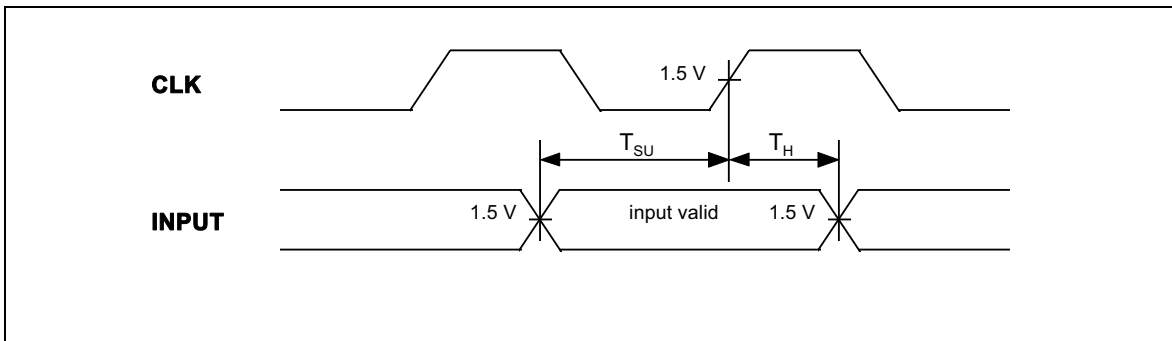 CLK
1.5 V
T_SU
T_H
INPUT
1.5 V
input valid
1.5 V